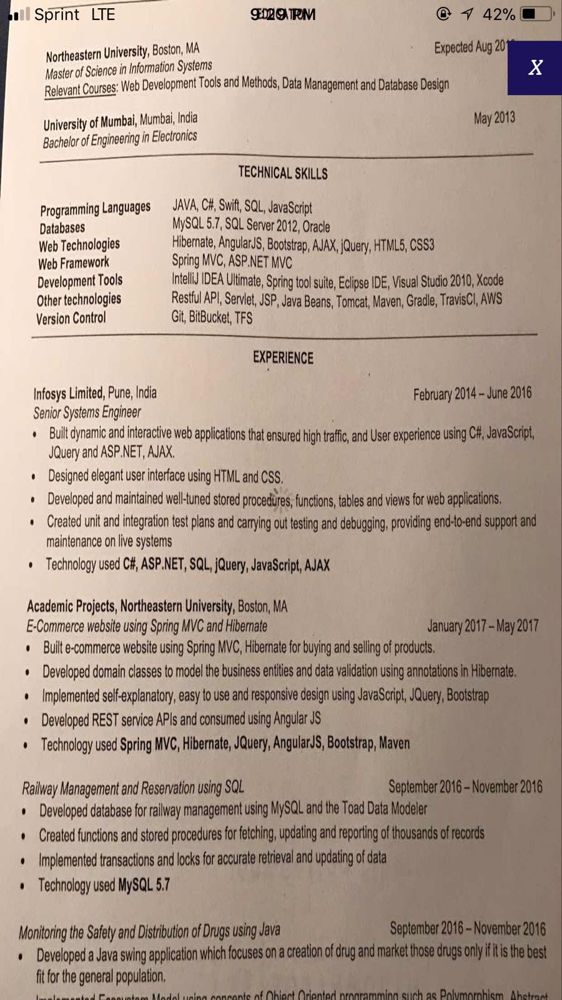 Sprint LTE 9:29 PM 42%
EDUCATION
X
Northeastern University, Boston, MA Expected Aug
Master of Science in Information Systems
Relevant Courses: Web Development Tools and Methods, Data Management and Database Design
University of Mumbai, Mumbai, India May 2013
Bachelor of Engineering in Electronics
TECHNICAL SKILLS
Programming Languages JAVA, C#, Swift, SQL, JavaScript
Databases MySQL 5.7, SQL Server 2012, Oracle
Web Technologies Hibernate, AngularJS, Bootstrap, AJAX, jQuery, HTML5, CSS3
Web Framework Spring MVC, ASP.NET MVC
Development Tools IntelliJ IDEA Ultimate, Spring tool suite, Eclipse IDE, Visual Studio 2010, Xcode
Other technologies Restful API, Servlet, JSP, Java Beans, Tomcat, Maven, Gradle, TravisCI, AWS
Version Control Git, BitBucket, TFS
EXPERIENCE
Infosys Limited, Pune, India February 2014 – June 2016
Senior Systems Engineer
• Built dynamic and interactive web applications that ensured high traffic, and User experience using C#, JavaScript,
JQuery and ASP.NET, AJAX.
• Designed elegant user interface using HTML and CSS.
• Developed and maintained well-tuned stored procedures, functions, tables and views for web applications.
• Created unit and integration test plans and carrying out testing and debugging, providing end-to-end support and
maintenance on live systems
• Technology used C#, ASP.NET, SQL, jQuery, JavaScript, AJAX
Academic Projects, Northeastern University, Boston, MA
E-Commerce website using Spring MVC and Hibernate January 2017 – May 2017
• Built e-commerce website using Spring MVC, Hibernate for buying and selling of products.
• Developed domain classes to model the business entities and data validation using annotations in Hibernate.
• Implemented self-explanatory, easy to use and responsive design using JavaScript, JQuery, Bootstrap
• Developed REST service APIs and consumed using Angular JS
• Technology used Spring MVC, Hibernate, JQuery, AngularJS, Bootstrap, Maven
Railway Management and Reservation using SQL September 2016 – November 2016
• Developed database for railway management using MySQL and the Toad Data Modeler
• Created functions and stored procedures for fetching, updating and reporting of thousands of records
• Implemented transactions and locks for accurate retrieval and updating of data
• Technology used MySQL 5.7
Monitoring the Safety and Distribution of Drugs using Java September 2016 – November 2016
• Developed a Java swing application which focuses on a creation of drug and market those drugs only if it is the best
fit for the general population.
Implemented Ecosystem Model using concepts of Object Oriented programming such as Polymorphism, Abstract